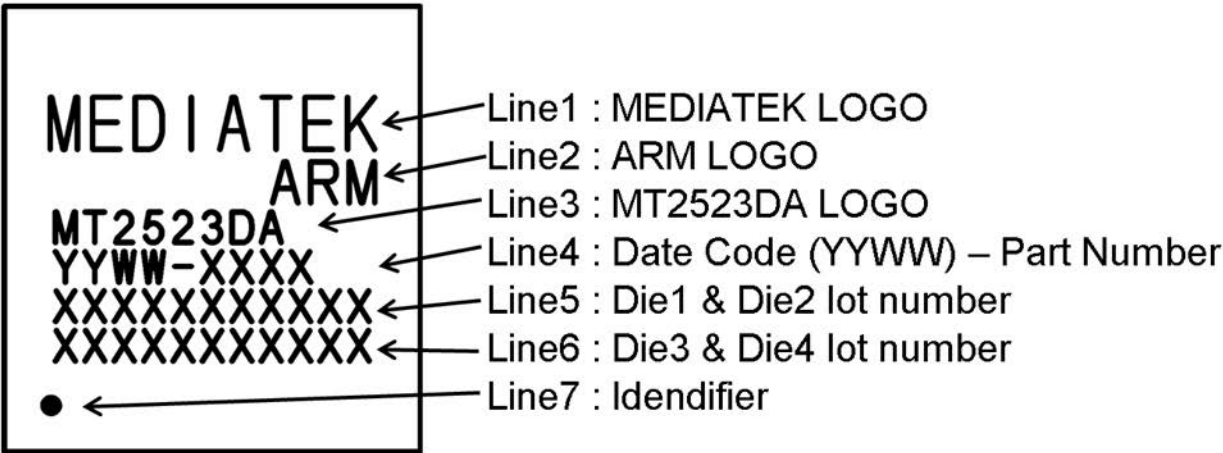 MEDIATEK
Line1 : MEDIATEK LOGO
ARM
Line2 : ARM LOGO
MT2523DA
Line3 : MT2523DA LOGO
YYWW-XXXX
Line4 : Date Code (YYWW) – Part Number
XXXXXXXXXXX
Line5 : Die1 & Die2 lot number
XXXXXXXXXXX
Line6 : Die3 & Die4 lot number
Line7 : Idendifier